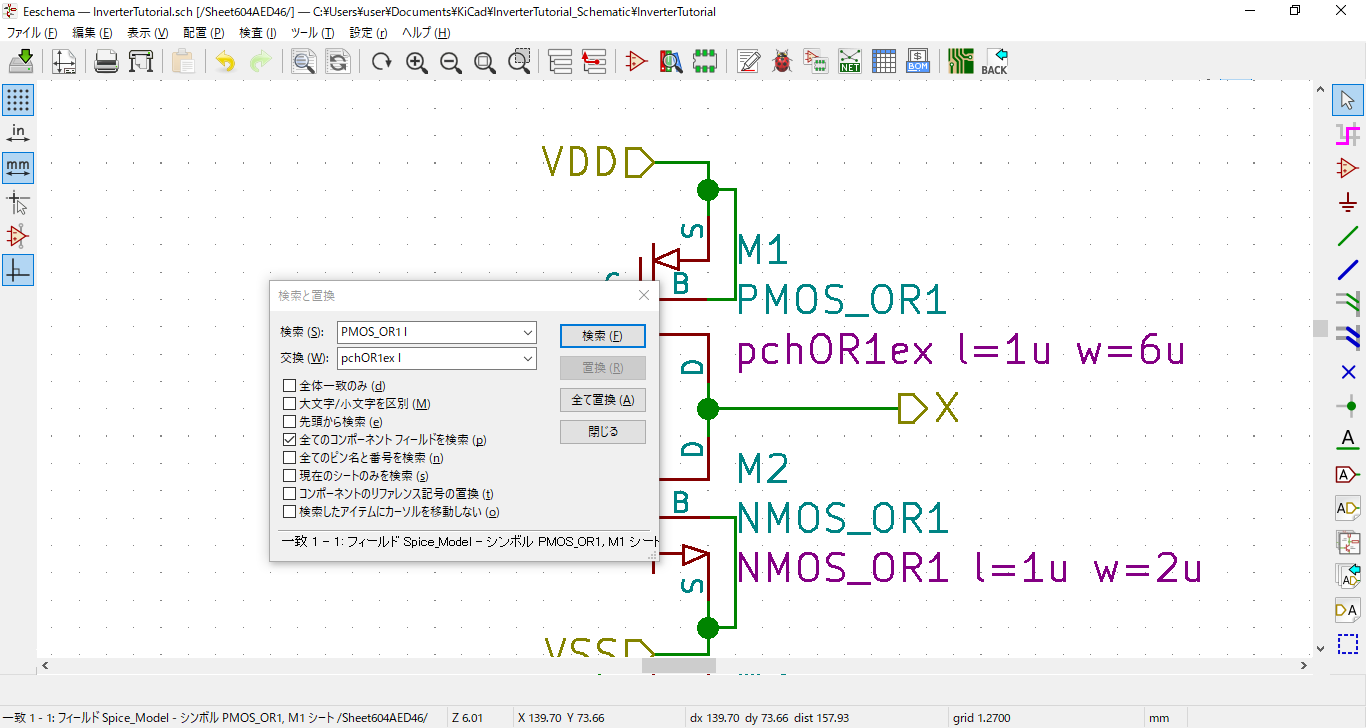 Eeschema — InverterTutorial.sch [/Sheet604AED46/] — C:¥Users¥user¥Documents¥KiCad¥InverterTutorial_Schematic¥InverterTutorial
ファイル (F) 編集 (E) 表示 (V) 配置 (P) 検査 (I) ツール (T) 設定 (r) ヘルプ (H)
NET BOM BACK
in
mm
VDD
S
M1
G
B
PMOS_OR1
pchOR1ex l=1u w=6u
D
X
D
M2
B
NMOS_OR1
NMOS_OR1 l=1u w=2u
S
VSS
検索と置換
検索 (S): PMOS_OR1 l 検索 (F)
交換 (W): pchOR1ex l 置換 (R)
全体一致のみ (d)
全て置換 (A)
大文字/小文字を区別 (M)
先頭から検索 (e)
閉じる
全てのコンポーネント フィールドを検索 (p)
全てのピン名と番号を検索 (n)
現在のシートのみを検索 (s)
コンポーネントのリファレンス記号の置換 (t)
検索したアイテムにカーソルを移動しない (o)
一致 1 - 1: フィールド Spice_Model - シンボル PMOS_OR1, M1 シート
A
A
AD
AD
DA
一致 1 - 1: フィールド Spice_Model - シンボル PMOS_OR1, M1 シート /Sheet604AED46/ Z 6.01 X 139.70 Y 73.66 dx 139.70 dy 73.66 dist 157.93 grid 1.2700 mm